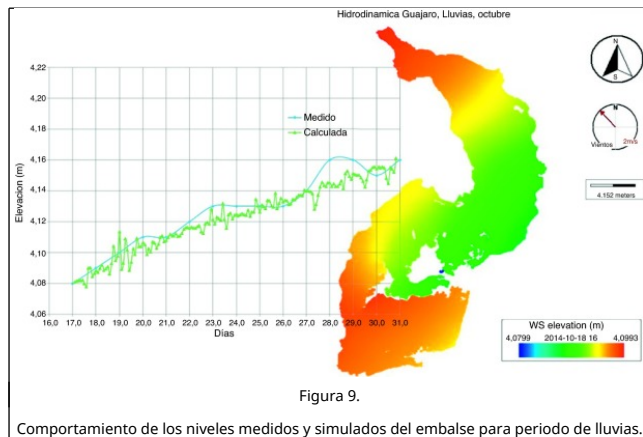 Hidrodinamica Guajaro, Lluvias, octubre
4,22
4,20
4,18
4,16
4,14
4,12
4,10
4,08
4,06
Elevacion (m)
Medido
Calculada
16,0 17,0 18,0 19,0 20,0 21,0 22,0 23,0 24,0 25,0 26,0 27,0 28,0 29,0 30,0 31,0
Días
N
S
Vientos 2m/s
4.152 meters
WS elevation (m)
4,0799 2014-10-18 16 4,0993
Figura 9.
Comportamiento de los niveles medidos y simulados del embalse para periodo de lluvias.